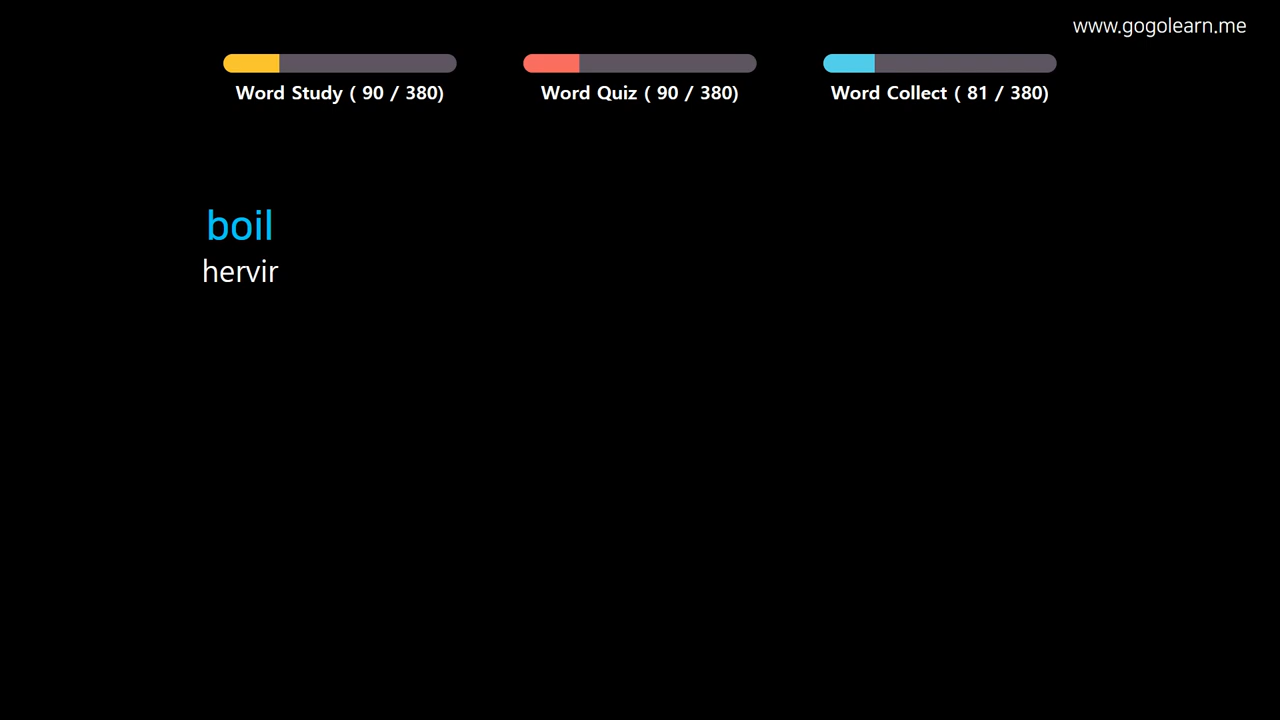 www.gogolearn.me
Word Study ( 90 / 380)
Word Quiz ( 90 / 380)
Word Collect ( 81 / 380)
boil
hervir